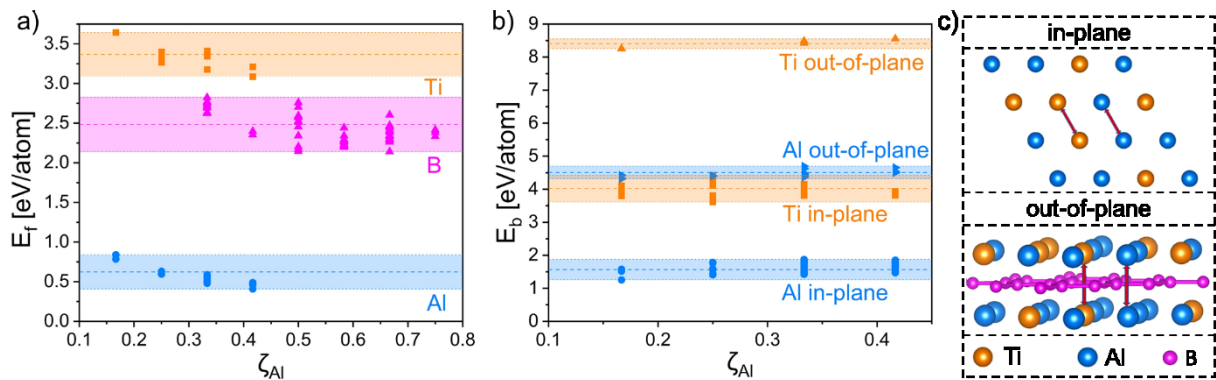 a)
E_f [eV/atom]
3.5
3.0
2.5
2.0
1.5
1.0
0.5
0.0
Ti
B
Al
0.1 0.2 0.3 0.4 0.5 0.6 0.7 0.8
ζ_Al
b)
E_b [eV/atom]
9
8
7
6
5
4
3
2
1
0
Ti out-of-plane
Al out-of-plane
Ti in-plane
Al in-plane
0.2 0.3 0.4
ζ_Al
c)
in-plane
out-of-plane
Ti Al B